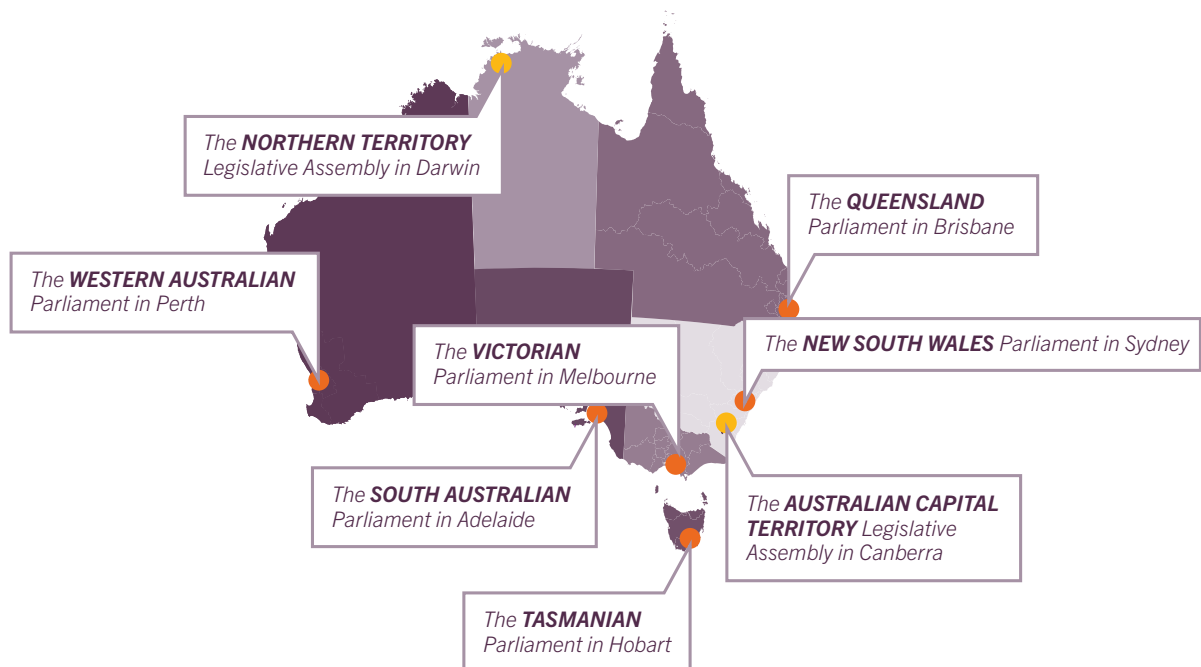 The NORTHERN TERRITORY
Legislative Assembly in Darwin
The QUEENSLAND
Parliament in Brisbane
The WESTERN AUSTRALIAN
Parliament in Perth
The VICTORIAN
Parliament in Melbourne
The NEW SOUTH WALES Parliament in Sydney
The SOUTH AUSTRALIAN
Parliament in Adelaide
The AUSTRALIAN CAPITAL
TERRITORY Legislative
Assembly in Canberra
The TASMANIAN
Parliament in Hobart